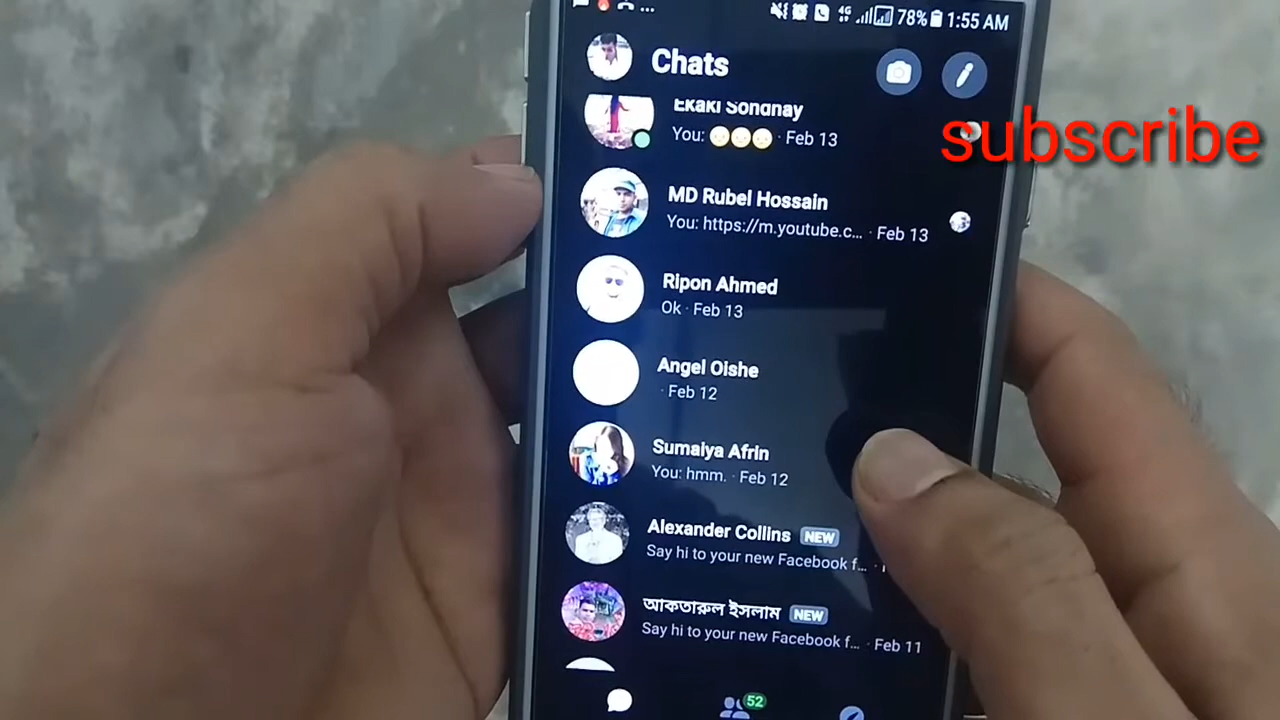 4G 78% 1:55 AM
Chats
Ekaki Sondhay
You: 😔😔😔 · Feb 13
subscribe
MD Rubel Hossain
You: https://m.youtube.c... · Feb 13
Ripon Ahmed
Ok · Feb 13
Angel Oishe
· Feb 12
Sumaiya Afrin
You: hmm. · Feb 12
Alexander Collins NEW
Say hi to your new Facebook f... ·
আকতারুল ইসলাম NEW
Say hi to your new Facebook f... · Feb 11
52